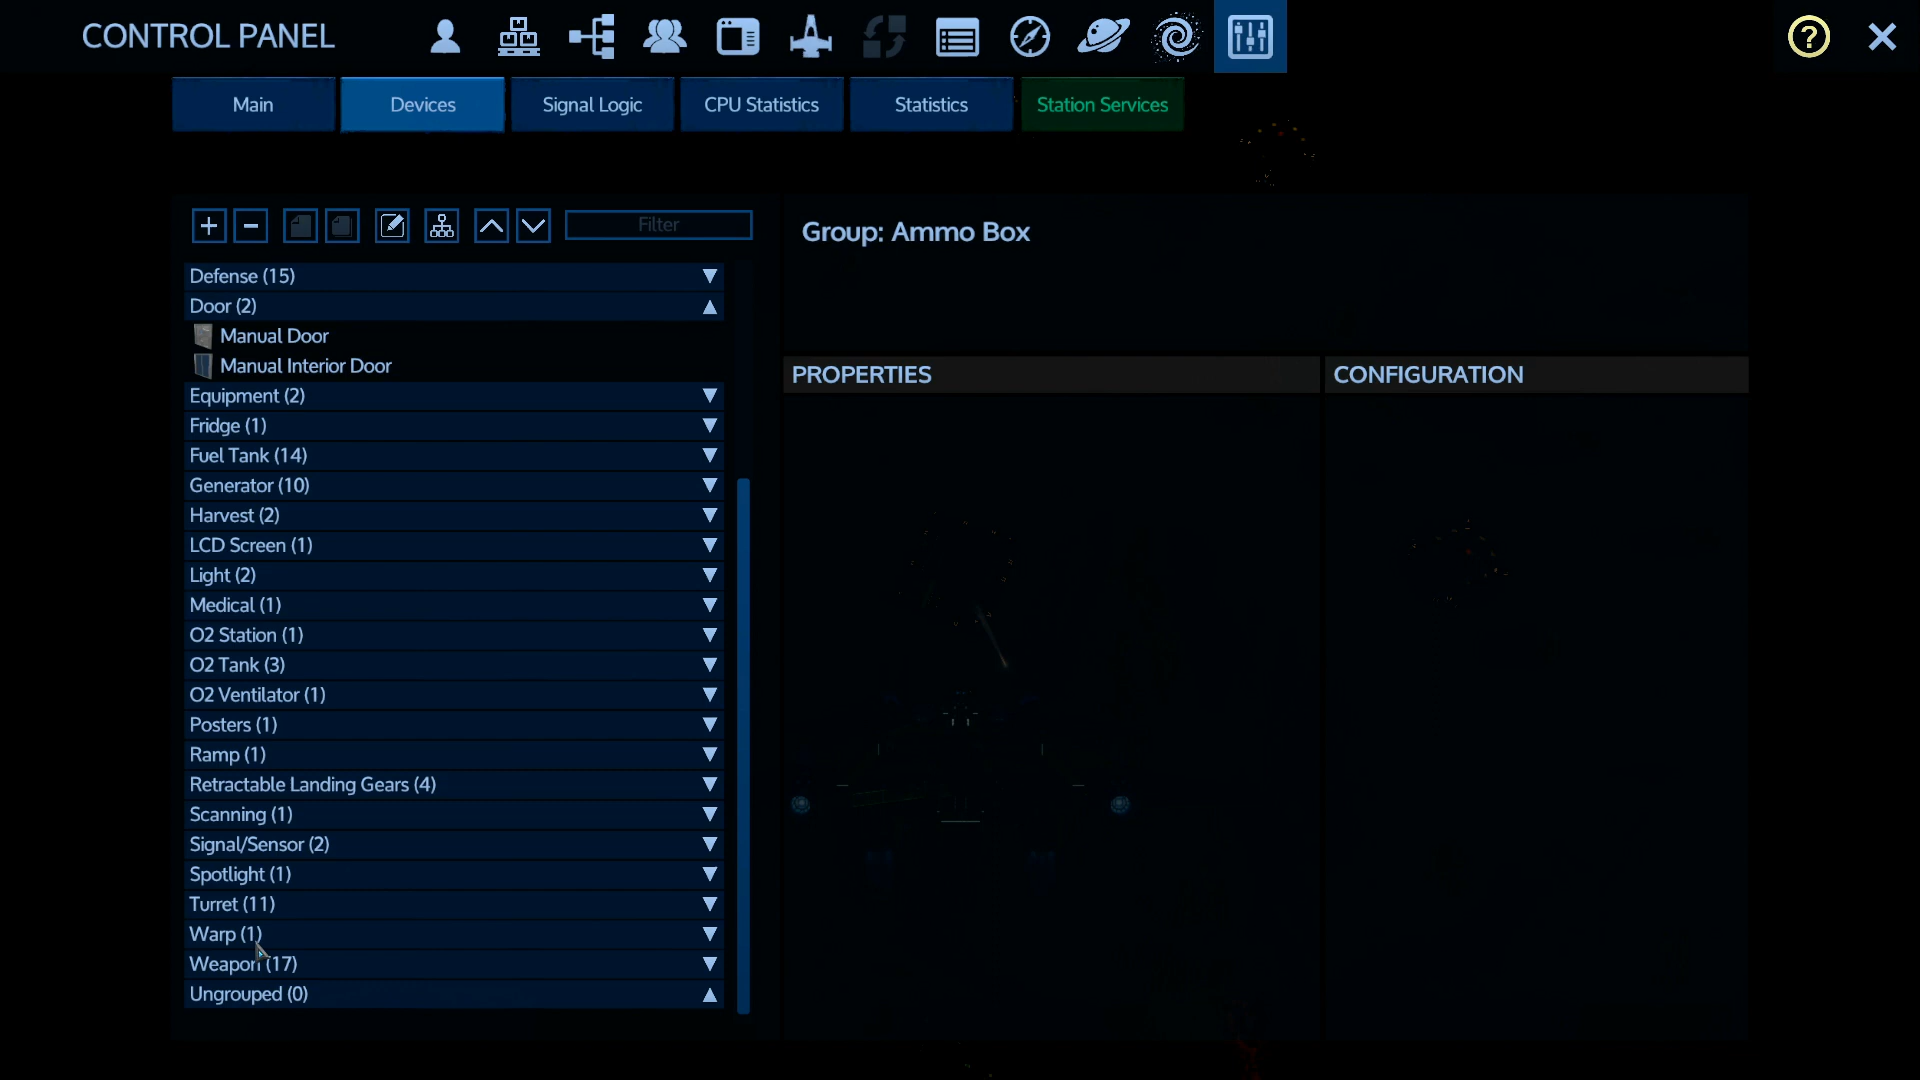 CONTROL PANEL
?
Main
Devices
Signal Logic
CPU Statistics
Statistics
Station Services
Filter
Group: Ammo Box
Defense (15)
Door (2)
Manual Door
Manual Interior Door
Equipment (2)
Fridge (1)
Fuel Tank (14)
Generator (10)
Harvest (2)
LCD Screen (1)
Light (2)
Medical (1)
O2 Station (1)
O2 Tank (3)
O2 Ventilator (1)
Posters (1)
Ramp (1)
Retractable Landing Gears (4)
Scanning (1)
Signal/Sensor (2)
Spotlight (1)
Turret (11)
Warp (1)
Weapon (17)
Ungrouped (0)
PROPERTIES
CONFIGURATION